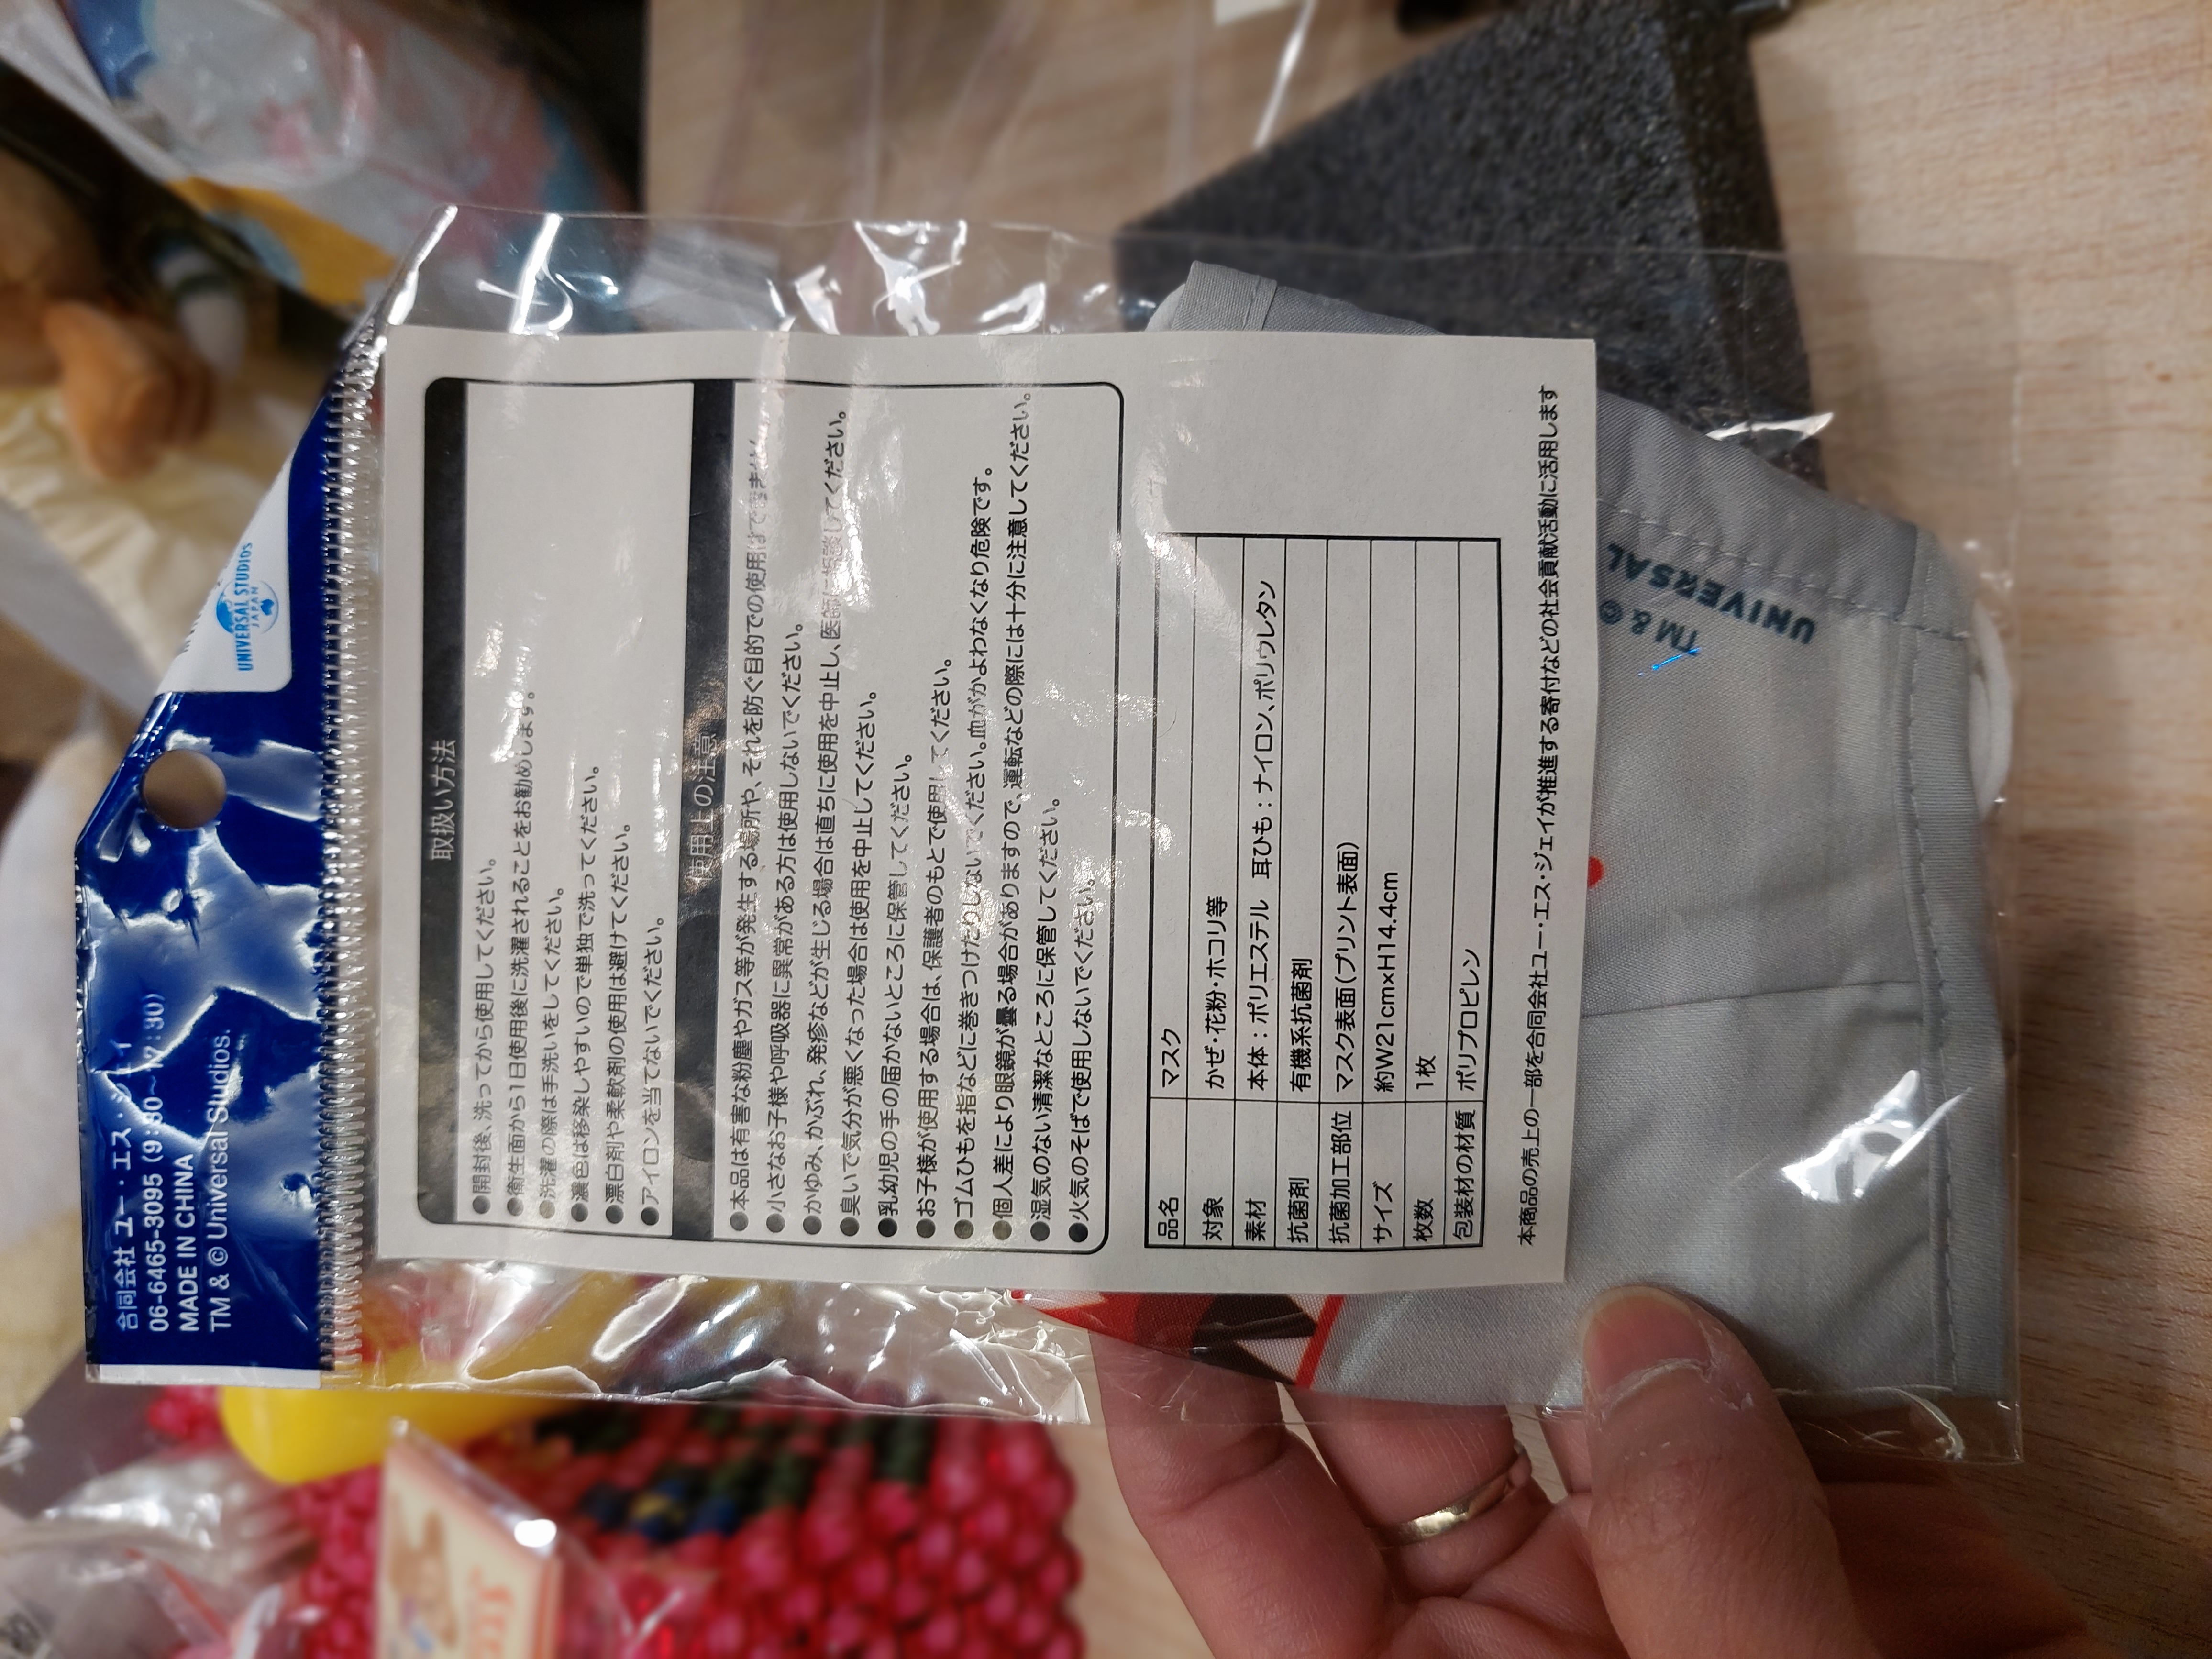 合同会社 ユー・エス・ジェイ
06-6465-3095 (9:30～17:30)
MADE IN CHINA
TM & © Universal Studios.
UNIVERSAL STUDIOS
JAPAN
取扱い方法
●開封後、洗ってから使用してください。
●衛生面から1日使用後に洗濯されることをお勧めします。
●洗濯の際は手洗いをしてください。
●濃色は移染しやすいので単独で洗ってください。
●漂白剤や柔軟剤の使用は避けてください。
●アイロンを当てないでください。
使用上の注意
●本品は有害な粉塵やガス等が発生する場所や、それを防ぐ目的での使用はできません
●小さなお子様や呼吸器に異常がある方は使用しないでください。
●かゆみ、かぶれ、発疹などが生じる場合は直ちに使用を中止し、医師に相談してください。
●臭いで気分が悪くなった場合は使用を中止してください。
●乳幼児の手の届かないところに保管してください。
●お子様が使用する場合は、保護者のもとで使用してください。
●ゴムひもを指などに巻きつけたりしないでください。血がかよわなくなり危険です。
●個人差により眼鏡が曇る場合がありますので、運転などの際には十分に注意してください。
●湿気のない清潔なところに保管してください。
●火気のそばで使用しないでください。
品名 マスク
対象 かぜ・花粉・ホコリ等
素材 本体：ポリエステル 耳ひも：ナイロン、ポリウレタン
抗菌剤 有機系抗菌剤
抗菌加工部位 マスク表面(プリント表面)
サイズ 約W21cm×H14.4cm
枚数 1枚
包装材の材質 ポリプロピレン
本商品の売上の一部を合同会社ユー・エス・ジェイが推進する寄付などの社会貢献活動に活用します
TM & ©
UNIVERSAL